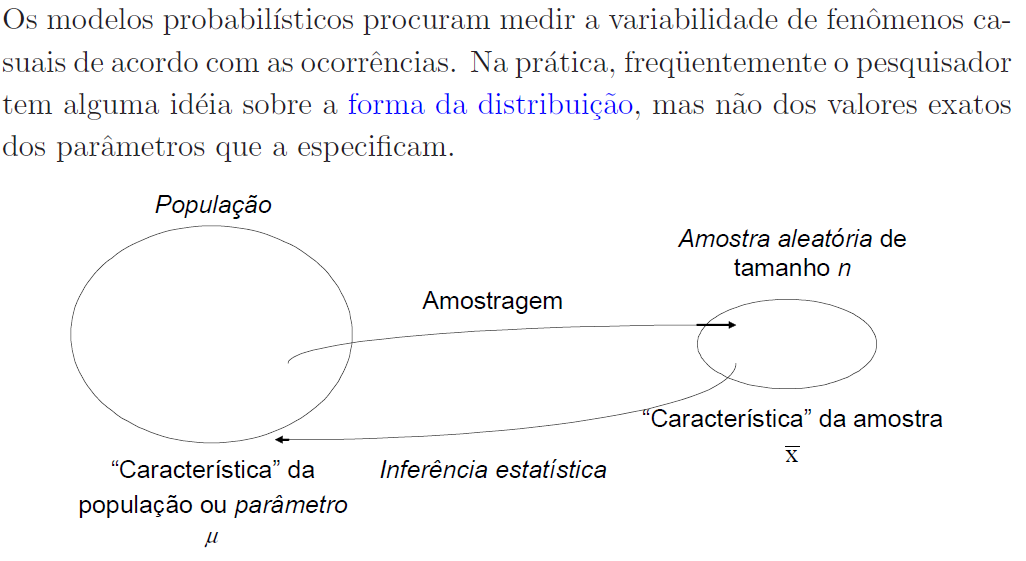 Os modelos probabilísticos procuram medir a variabilidade de fenômenos ca-
suais de acordo com as ocorrências. Na prática, freqüentemente o pesquisador
tem alguma idéia sobre a forma da distribuição, mas não dos valores exatos
dos parâmetros que a especificam.
População
Amostra aleatória de
tamanho n
Amostragem
“Característica” da amostra
x̅
Inferência estatística
“Característica” da
população ou parâmetro
μ